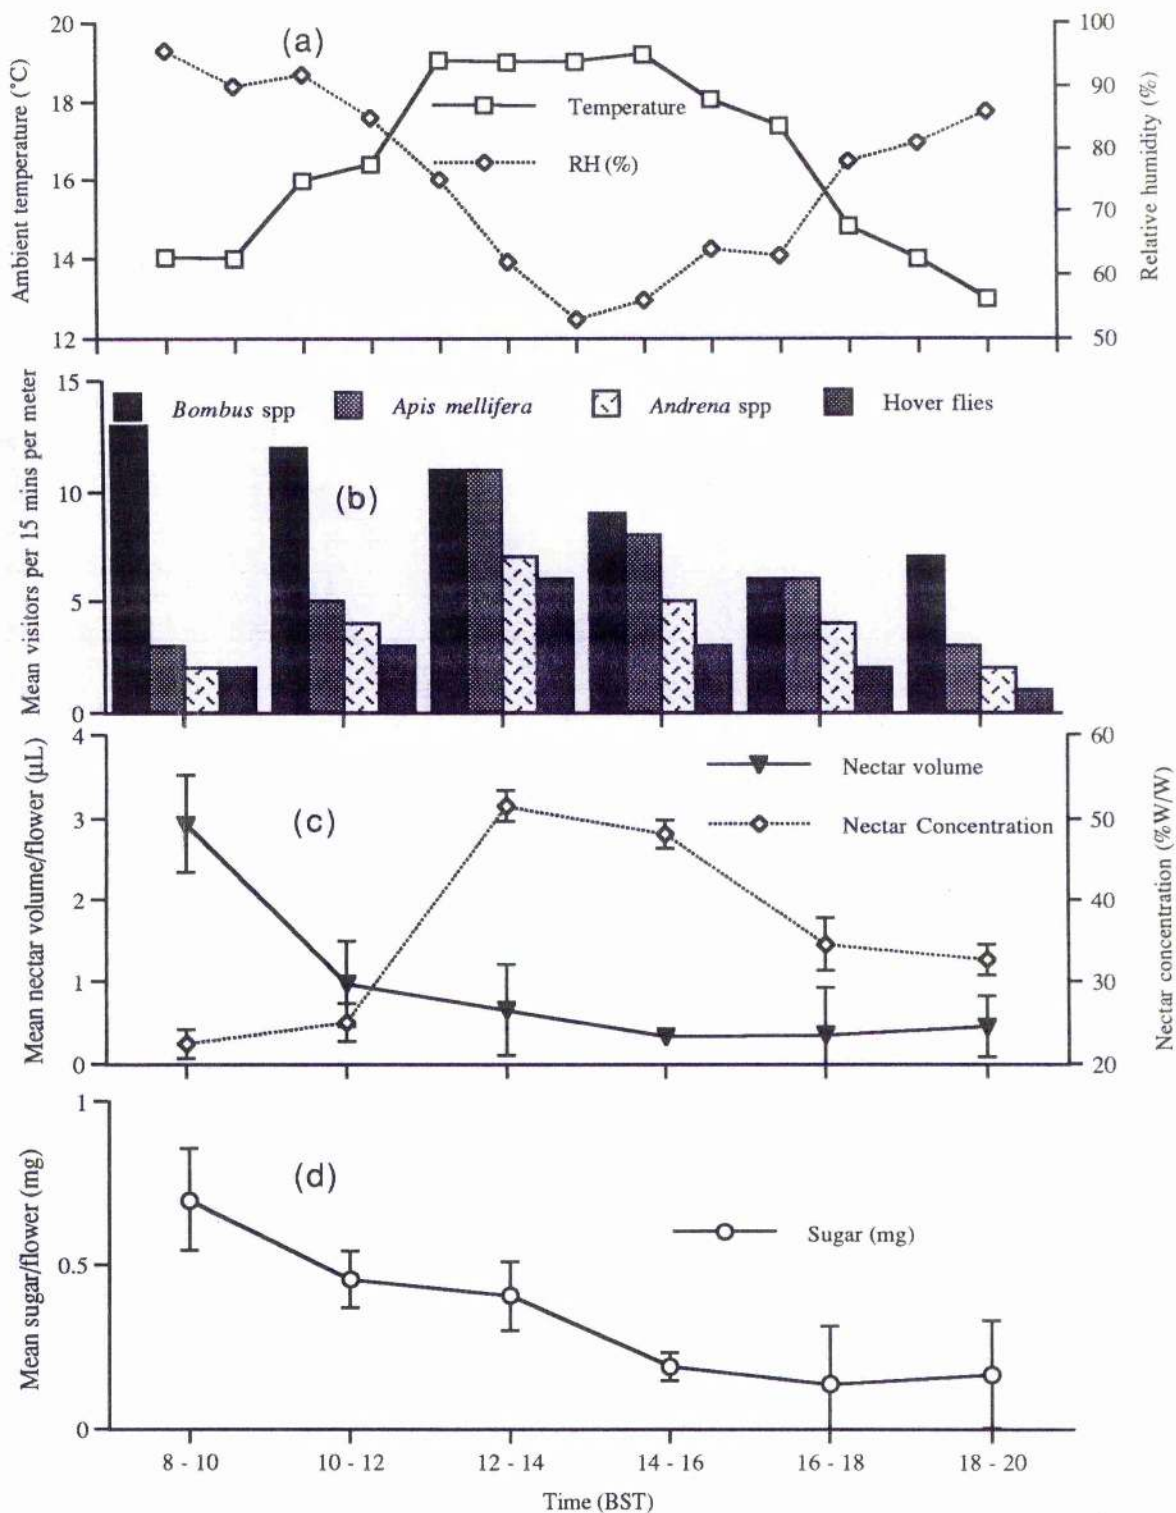 (a)
Ambient temperature (°C)
20
18
16
14
12
Temperature
RH (%)
100
90
80
70
60
50
Relative humidity (%)
Mean visitors per 15 mins per meter
15
10
5
0
Bombus spp
Apis mellifera
Andrena spp
Hover flies
(b)
Mean nectar volume/flower (µL)
4
3
2
1
0
(c)
Nectar volume
Nectar Concentration
60
50
40
30
20
Nectar concentration (%W/W)
Mean sugar/flower (mg)
1
0.5
0
(d)
Sugar (mg)
8 - 10
10 - 12
12 - 14
14 - 16
16 - 18
18 - 20
Time (BST)